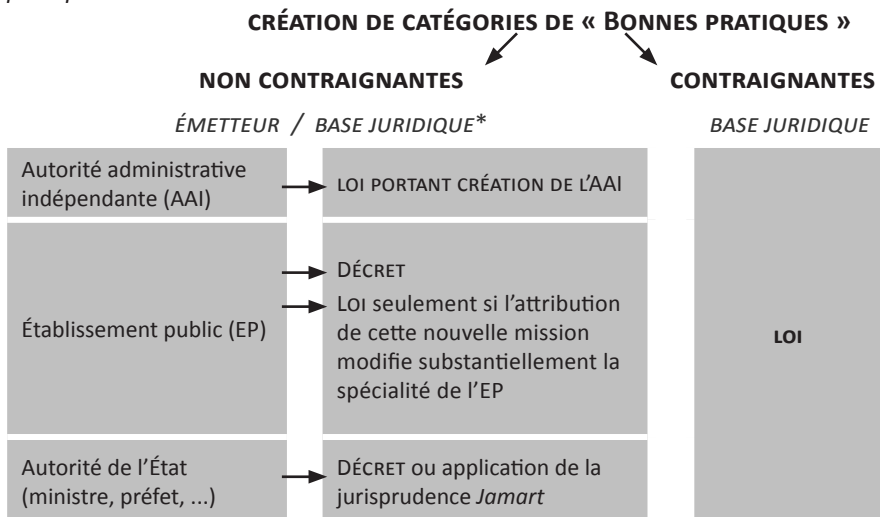 CRÉATION DE CATÉGORIES DE « BONNES PRATIQUES »
NON CONTRAIGNANTES
CONTRAIGNANTES
ÉMETTEUR / BASE JURIDIQUE*
BASE JURIDIQUE
Autorité administrative
indépendante (AAI)
LOI PORTANT CRÉATION DE L'AAI
Établissement public (EP)
DÉCRET
LOI seulement si l'attribution
de cette nouvelle mission
modifie substantiellement la
spécialité de l'EP
LOI
Autorité de l'État
(ministre, préfet, ...)
DÉCRET ou application de la
jurisprudence Jamart